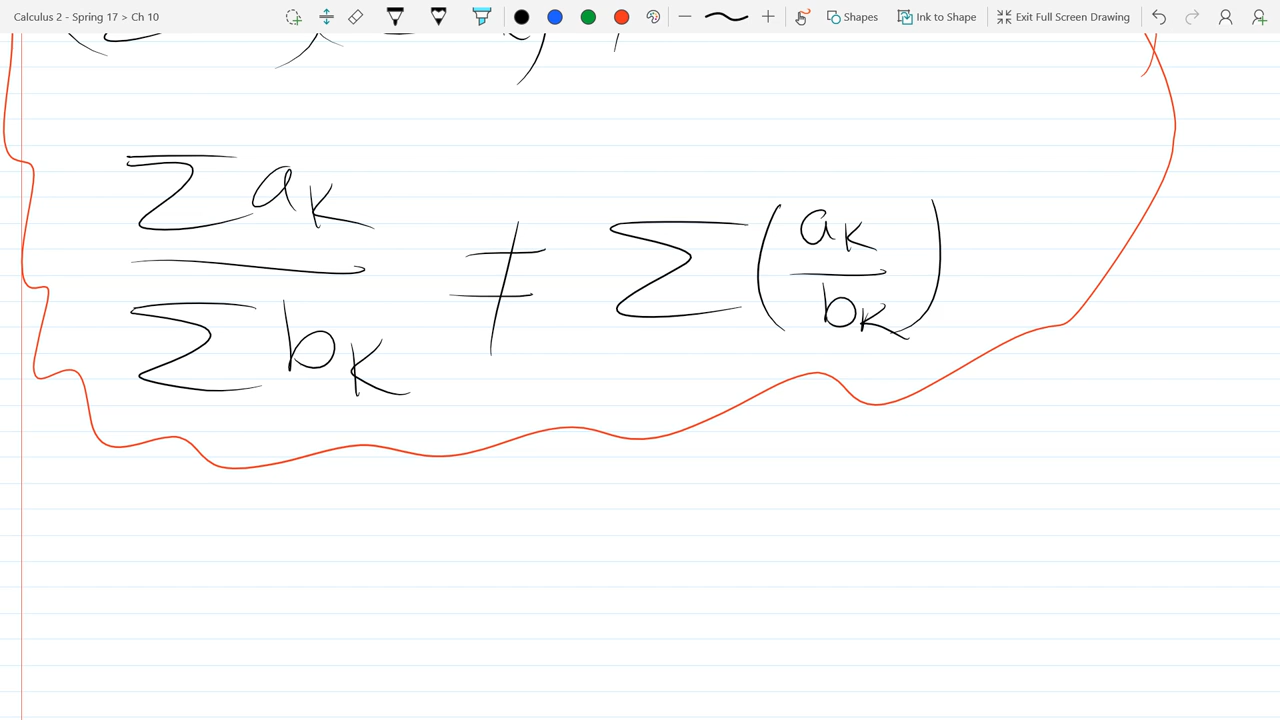 Calculus 2 - Spring 17 > Ch 10
Shapes
Ink to Shape
Exit Full Screen Drawing
∑ a_K / ∑ b_K ≠ ∑ (a_K / b_K)